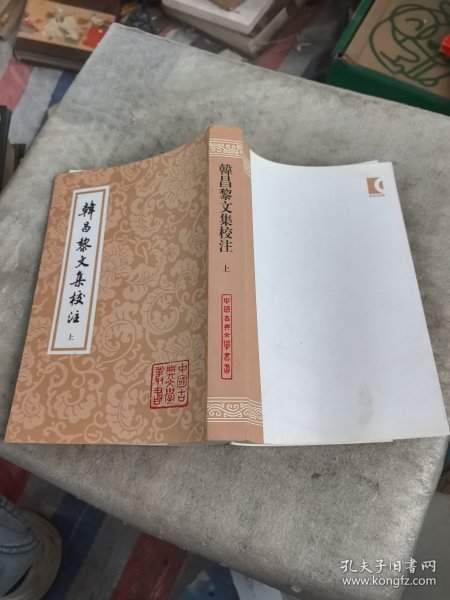 韓昌黎文集校注
上
中國古
典文學
叢書
韓昌黎文集校注
上
中國古典文學叢書
孔夫子旧书网
www.kongfz.com